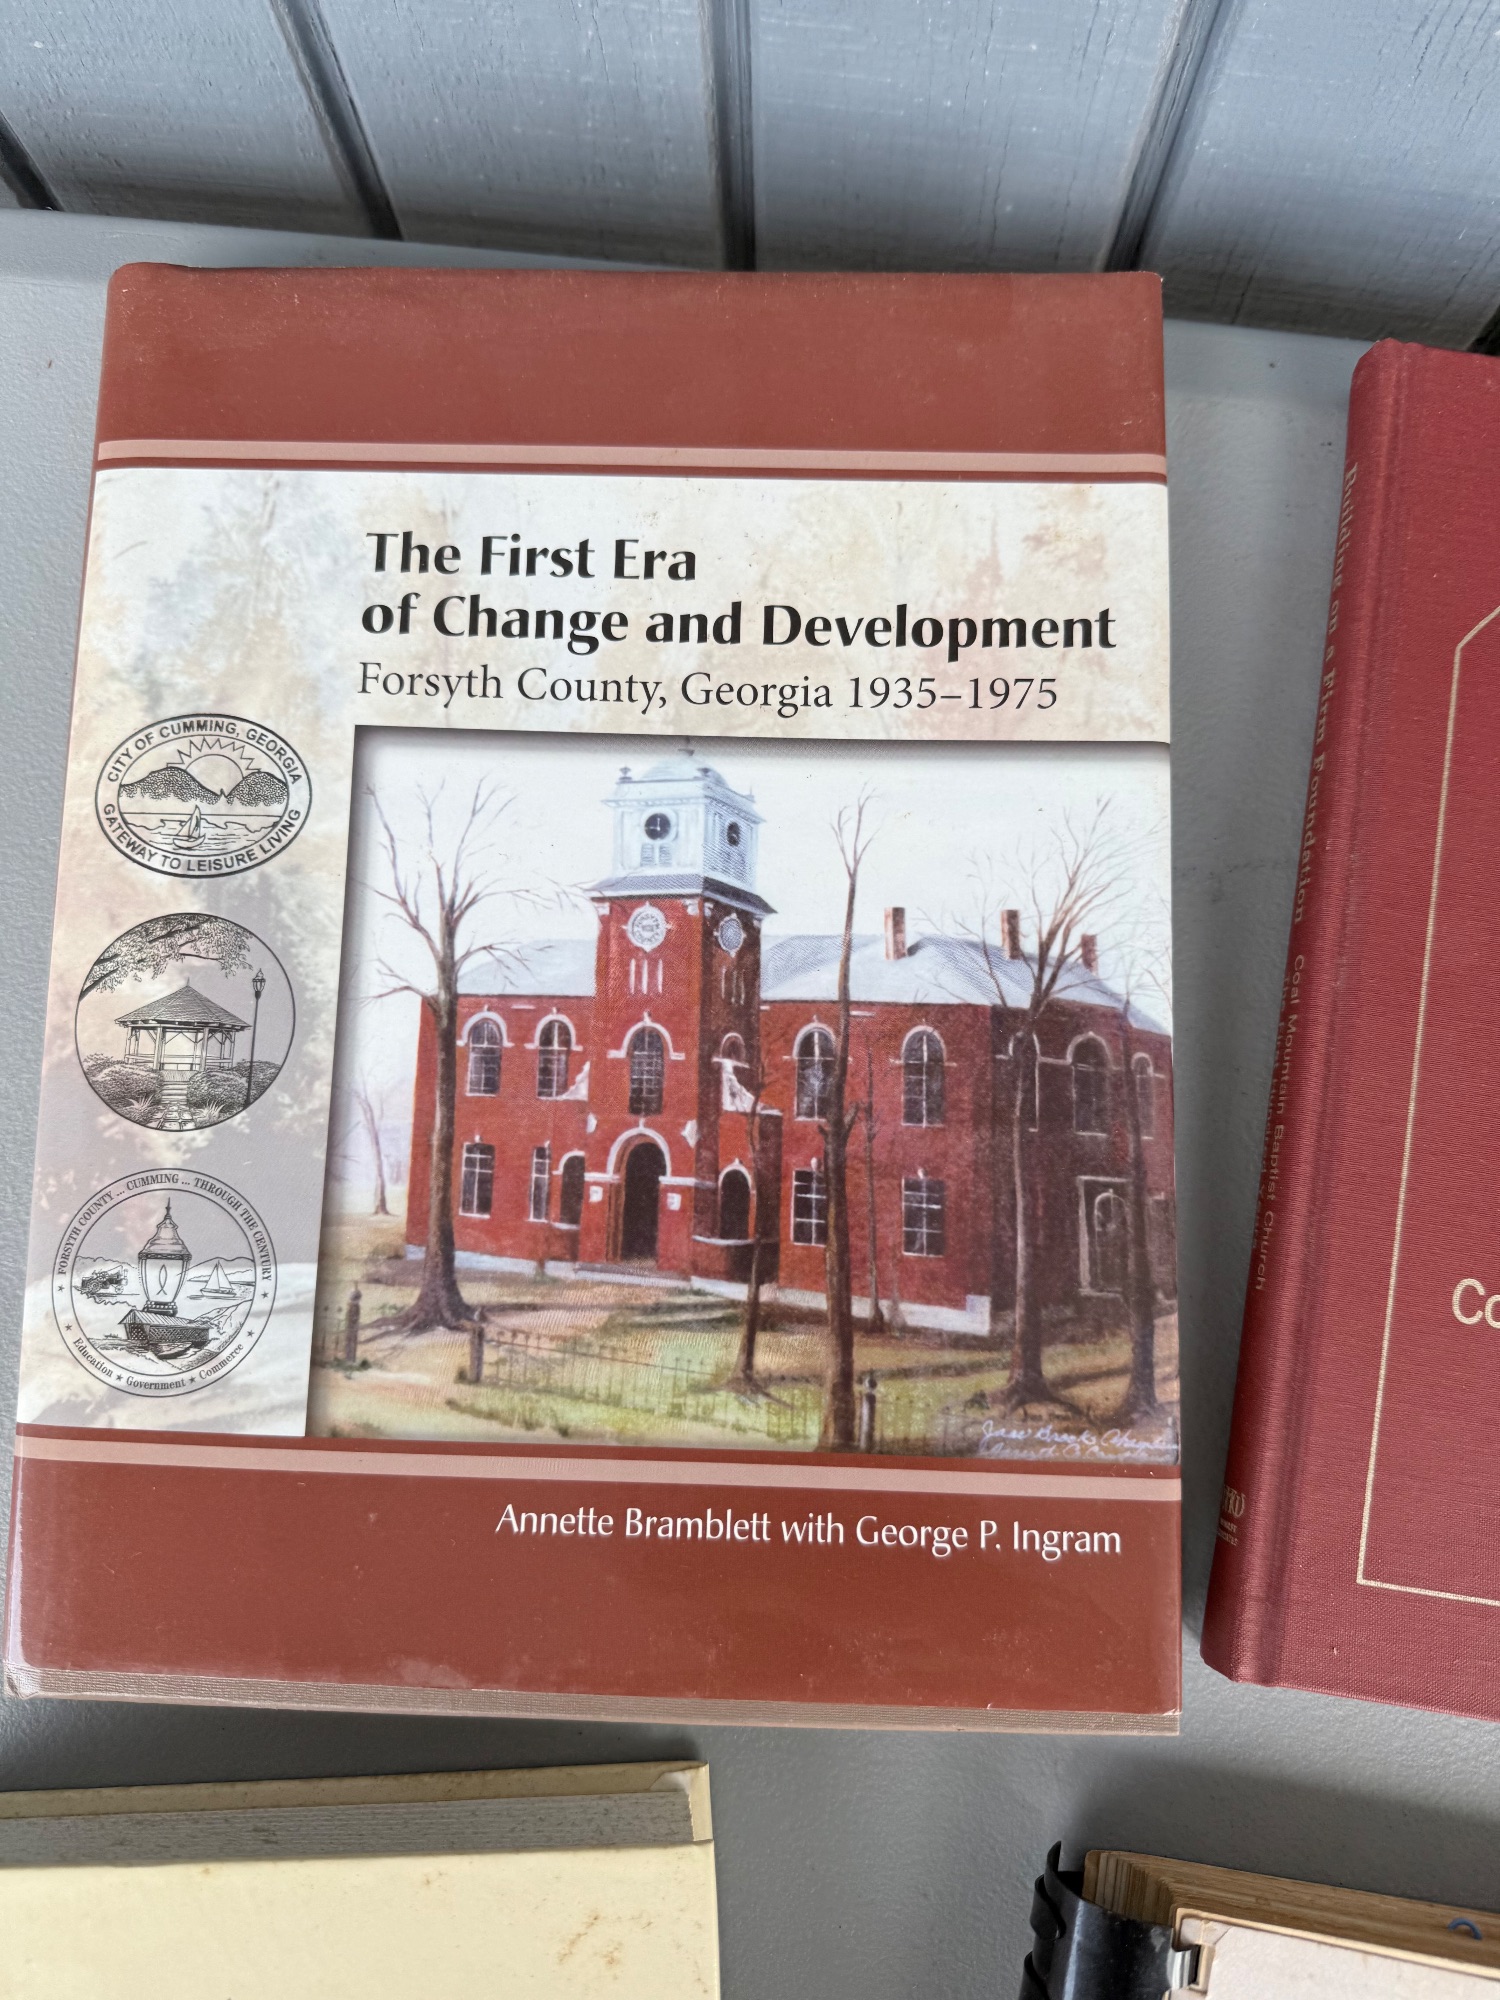 The First Era
of Change and Development
Forsyth County, Georgia 1935–1975
CITY OF CUMMING, GEORGIA
GATEWAY TO LEISURE LIVING
FORSYTH COUNTY ... CUMMING ... THROUGH THE CENTURY
★ Education ★ Government ★ Commerce ★
Annette Bramblett with George P. Ingram
Building on a Firm Foundation
Coal Mountain Baptist Church
Co